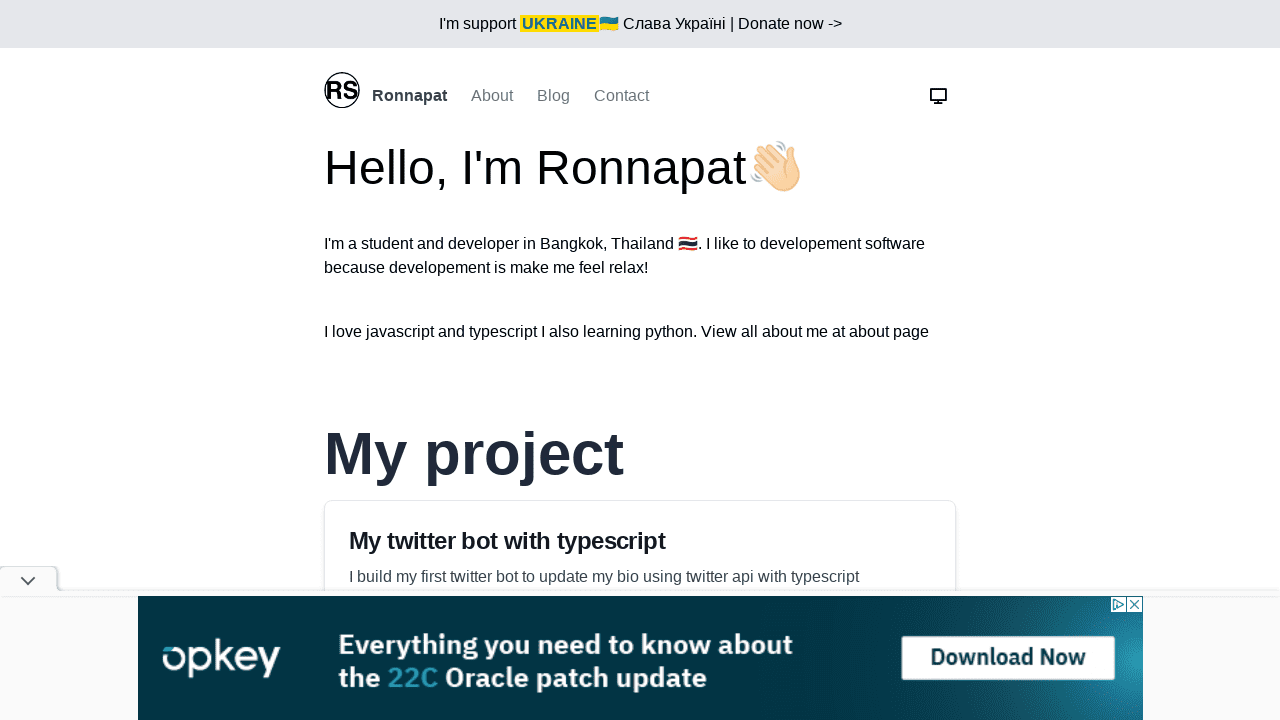 I'm support UKRAINE🇺🇦 Слава Україні | Donate now ->
RS Ronnapat About Blog Contact
Hello, I'm Ronnapat👋🏻
I'm a student and developer in Bangkok, Thailand 🇹🇭. I like to developement software
because developement is make me feel relax!
I love javascript and typescript I also learning python. View all about me at about page
My project
My twitter bot with typescript
I build my first twitter bot to update my bio using twitter api with typescript
opkey
Everything you need to know about
the 22C Oracle patch update
Download Now